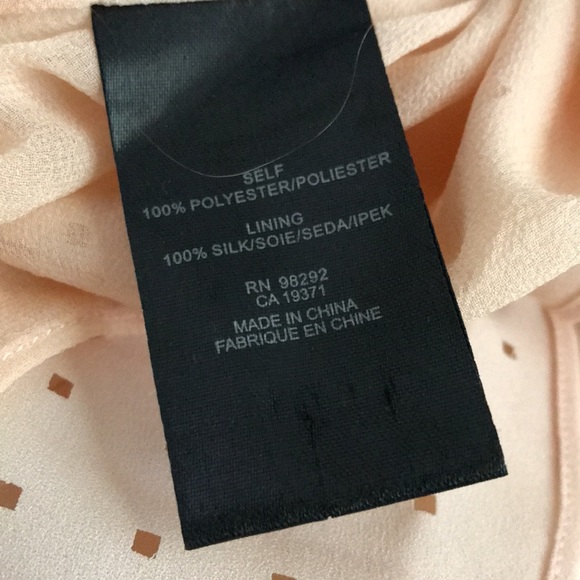 SELF
100% POLYESTER/POLIESTER
LINING
100% SILK/SOIE/SEDA/IPEK
RN 98292
CA 19371
MADE IN CHINA
FABRIQUE EN CHINE